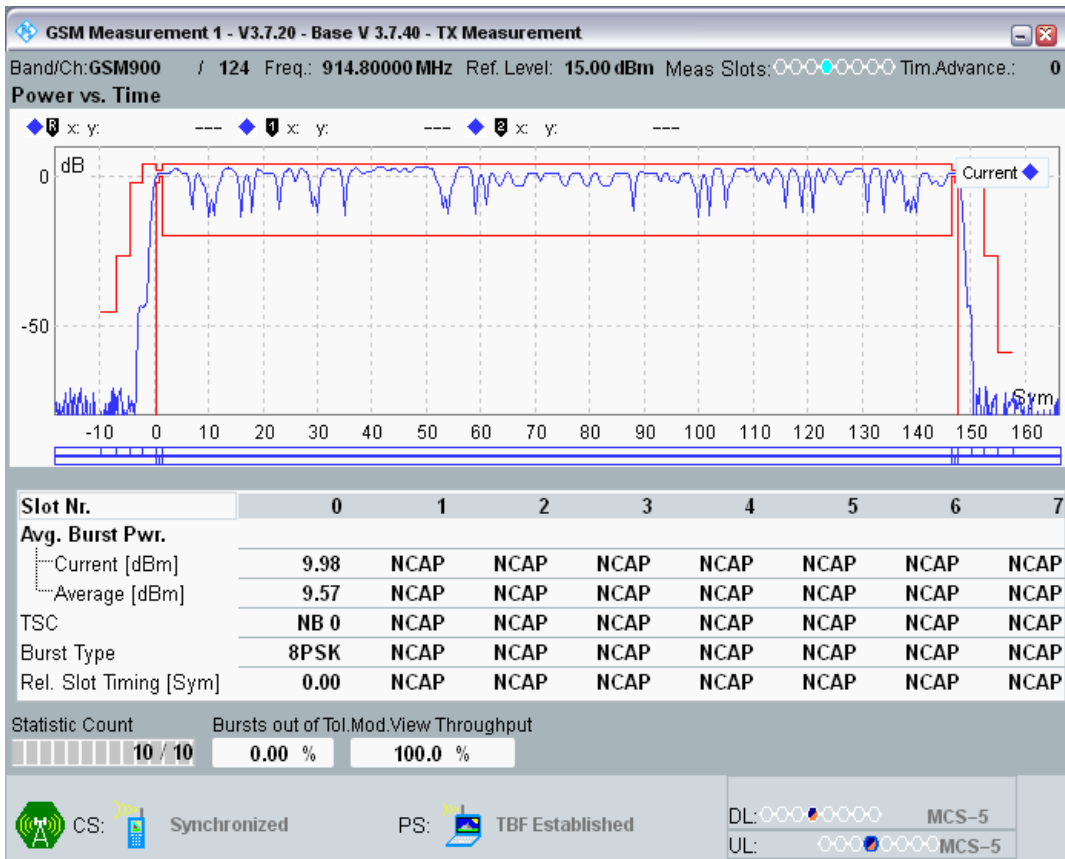 GSM Measurement 1 - V3.7.20 - Base V 3.7.40 - TX Measurement
Band/Ch:GSM900 / 124 Freq.: 914.80000 MHz Ref. Level: 15.00 dBm Meas Slots: Tim.Advance.: 0
Power vs. Time
R x: y: --- 1 x: y: --- 2 x: y: ---
dB
Current
0
-50
Sym
-10 0 10 20 30 40 50 60 70 80 90 100 110 120 130 140 150 160
Slot Nr. 0 1 2 3 4 5 6 7
Avg. Burst Pwr.
Current [dBm] 9.98 NCAP NCAP NCAP NCAP NCAP NCAP NCAP
Average [dBm] 9.57 NCAP NCAP NCAP NCAP NCAP NCAP NCAP
TSC NB 0 NCAP NCAP NCAP NCAP NCAP NCAP NCAP
Burst Type 8PSK NCAP NCAP NCAP NCAP NCAP NCAP NCAP
Rel. Slot Timing [Sym] 0.00 NCAP NCAP NCAP NCAP NCAP NCAP NCAP
Statistic Count Bursts out of Tol.Mod.View Throughput
10 / 10 0.00 % 100.0 %
CS: Synchronized PS: TBF Established
DL: MCS-5
UL: MCS-5